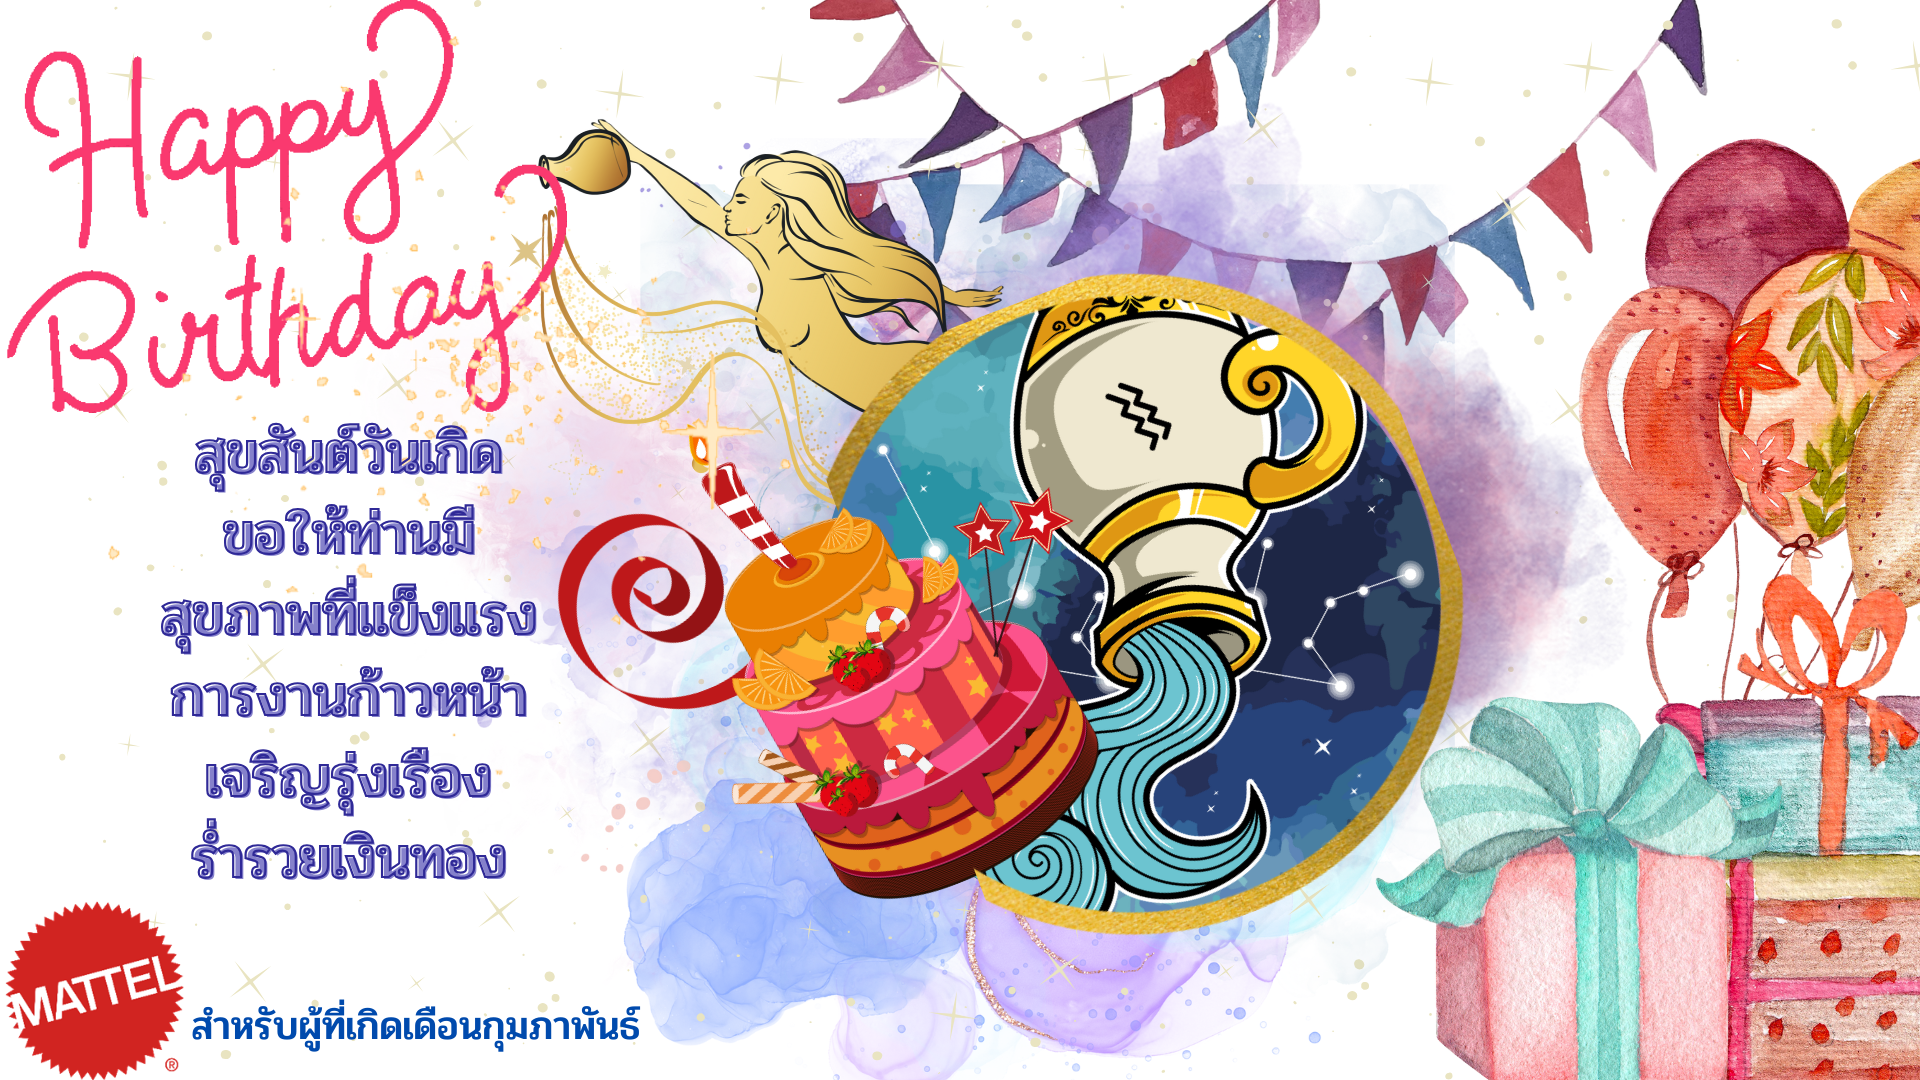 Happy
Birthday
สุขสันต์วันเกิด
ขอให้ท่านมี
สุขภาพที่แข็งแรง
การงานก้าวหน้า
เจริญรุ่งเรือง
ร่ำรวยเงินทอง
MATTEL
®
สำหรับผู้ที่เกิดเดือนกุมภาพันธ์